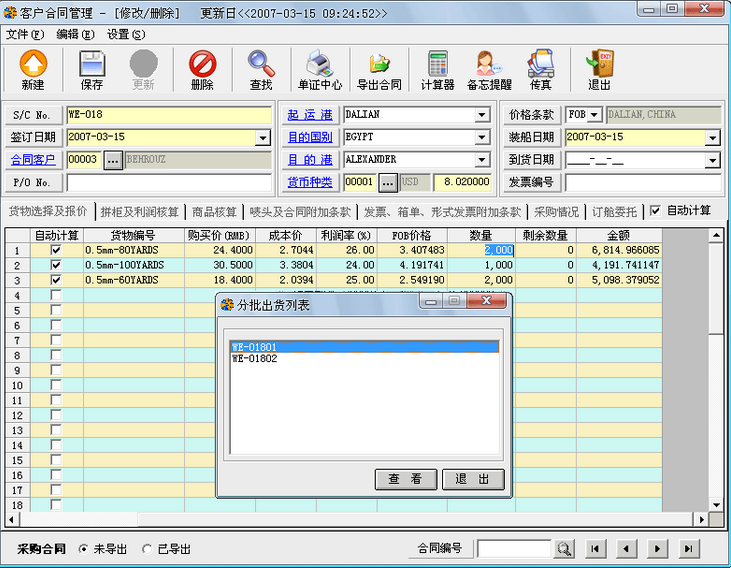 客户合同管理 - [修改/删除] 更新日<<2007-03-15 09:24:52>>
文件(F) 编辑(E) 设置(S)
新建 保存 更新 删除 查找 单证中心 导出合同 计算器 备忘提醒 传真 退出
S/C No. WE-018 起 运 港 DALIAN 价格条款 FOB DALIAN,CHINA
签订日期 2007-03-15 目的国别 EGYPT 装船日期 2007-03-15
合同客户 00003 ... BEHROUZ 目 的 港 ALEXANDER 到货日期 ____-__-__
P/O No. 货币种类 00001 ... USD 8.020000 发票编号
货物选择及报价 拼柜及利润核算 商品核算 唛头及合同附加条款 发票、箱单、形式发票附加条款 采购情况 订舱委托 自动计算
自动计算 货物编号 购买价(RMB) 成本价 利润率(%) FOB价格 数量 剩余数量 金额
1 0.5mm-80YARDS 24.4000 2.7044 26.00 3.407483 2,000 0 6,814.966085
2 0.5mm-100YARDS 30.5000 3.3804 24.00 4.191741 1,000 0 4,191.741147
3 0.5mm-60YARDS 18.4000 2.0394 25.00 2.549190 2,000 0 5,098.379052
4
5
6
7
8
9
10
11
12
13
14
15
16
17
18
分批出货列表
WE-01801
WE-01802
查 看 退 出
采购合同 未导出 已导出 合同编号